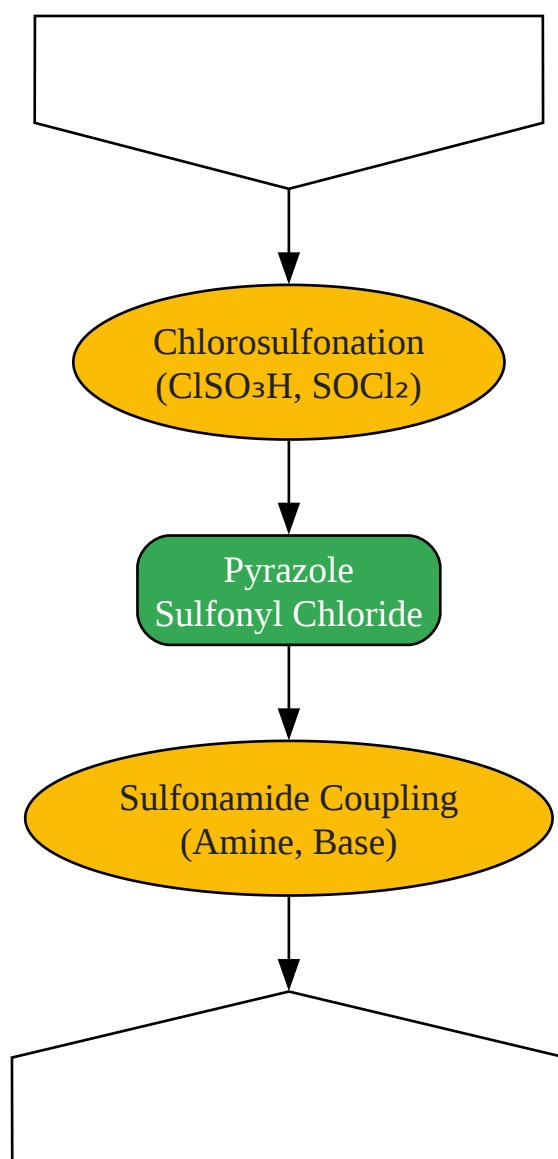 Chlorosulfonation
(ClSO₃H, SOCl₂)
Pyrazole
Sulfonyl Chloride
Sulfonamide Coupling
(Amine, Base)